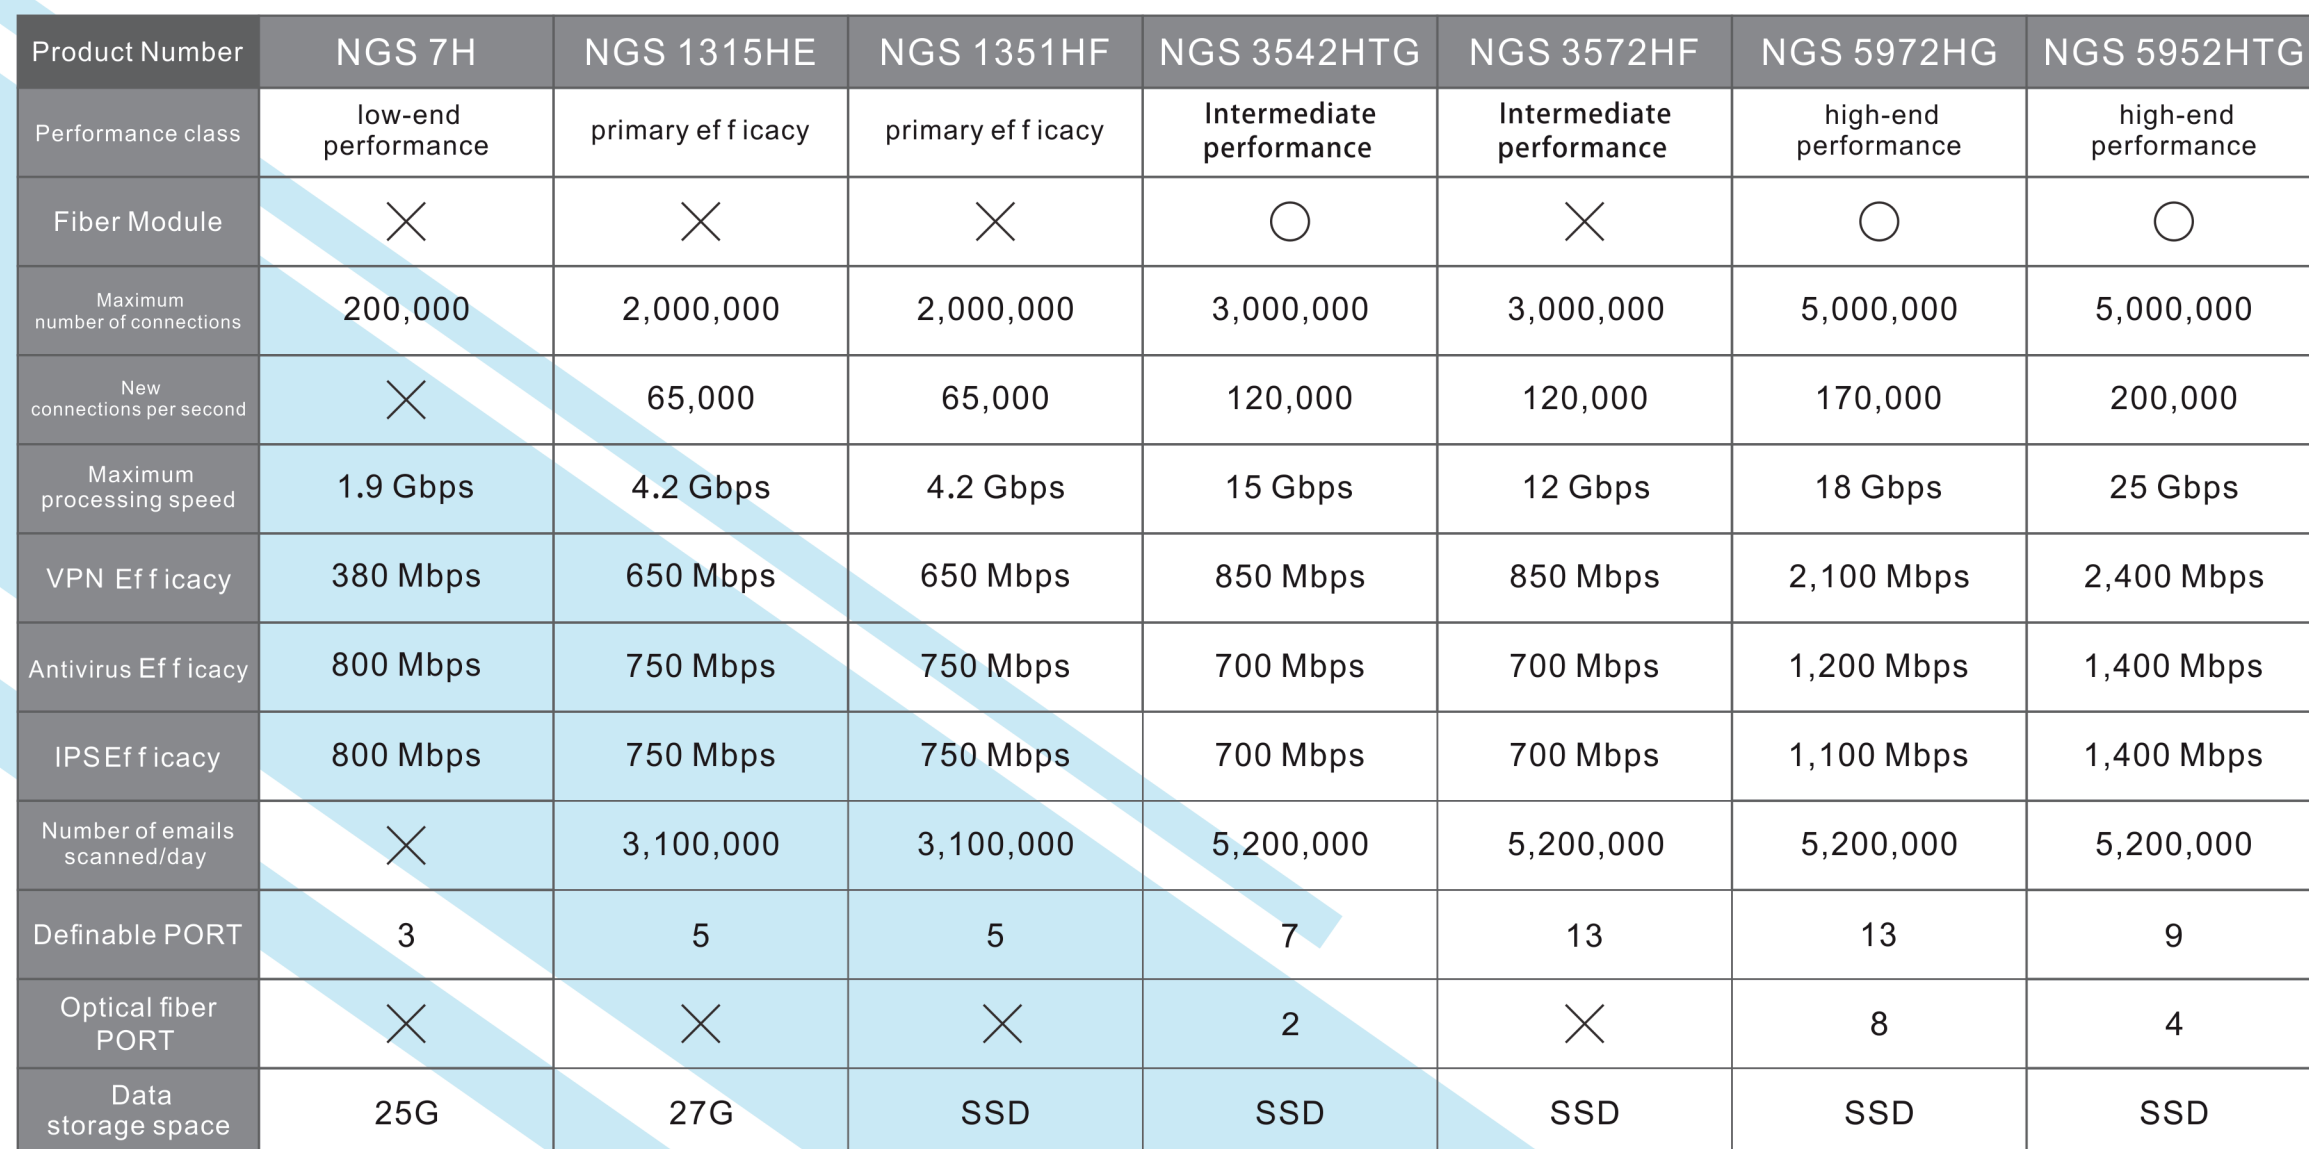 Product Number NGS 7H NGS 1315HE NGS 1351HF NGS 3542HTG NGS 3572HF NGS 5972HG NGS 5952HTG
Performance class low-end performance primary efficacy primary efficacy Intermediate performance Intermediate performance high-end performance high-end performance
Fiber Module × × × ○ × ○ ○
Maximum number of connections 200,000 2,000,000 2,000,000 3,000,000 3,000,000 5,000,000 5,000,000
New connections per second × 65,000 65,000 120,000 120,000 170,000 200,000
Maximum processing speed 1.9 Gbps 4.2 Gbps 4.2 Gbps 15 Gbps 12 Gbps 18 Gbps 25 Gbps
VPN Efficacy 380 Mbps 650 Mbps 650 Mbps 850 Mbps 850 Mbps 2,100 Mbps 2,400 Mbps
Antivirus Efficacy 800 Mbps 750 Mbps 750 Mbps 700 Mbps 700 Mbps 1,200 Mbps 1,400 Mbps
IPSEfficacy 800 Mbps 750 Mbps 750 Mbps 700 Mbps 700 Mbps 1,100 Mbps 1,400 Mbps
Number of emails scanned/day × 3,100,000 3,100,000 5,200,000 5,200,000 5,200,000 5,200,000
Definable PORT 3 5 5 7 13 13 9
Optical fiber PORT × × × 2 × 8 4
Data storage space 25G 27G SSD SSD SSD SSD SSD